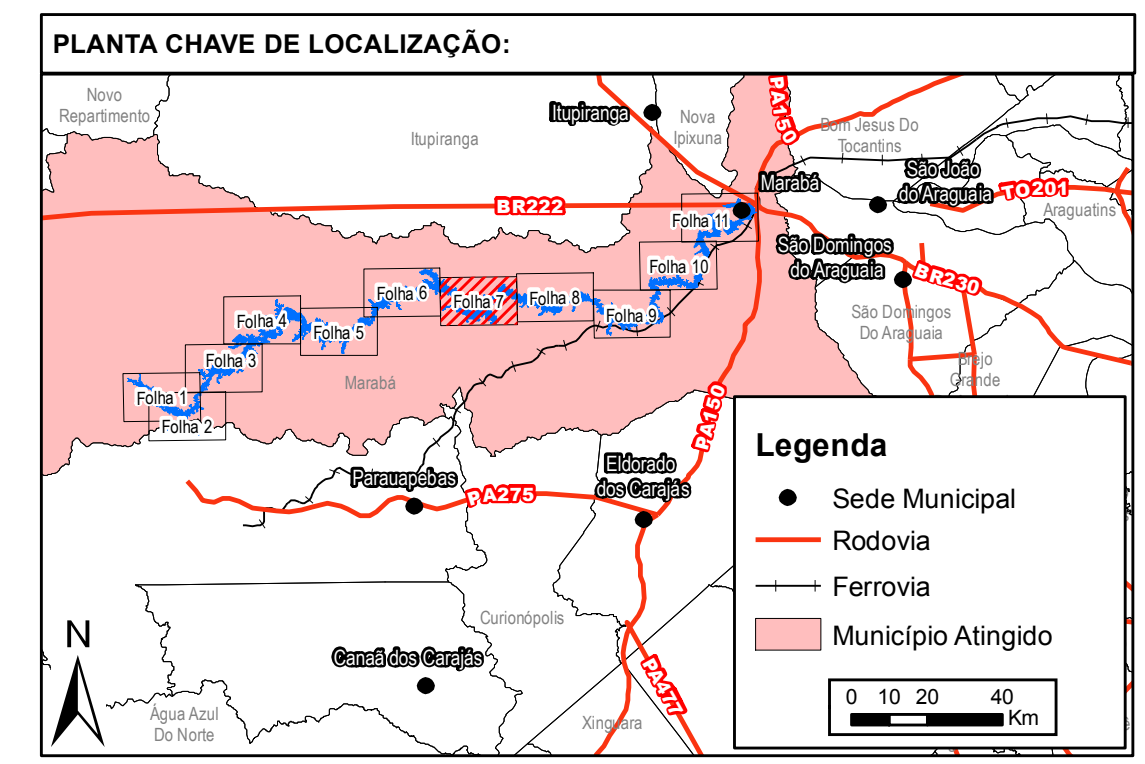 PLANTA CHAVE DE LOCALIZAÇÃO:
Novo
Repartimento
Itupiranga
Itupiranga
Nova
Ipixuna
PA150
Bom Jesus Do
Tocantins
Marabá
São João
do Araguaia
TO201
Araguatins
BR222
Folha 11
São Domingos
do Araguaia
BR230
Folha 10
Folha 6
Folha 7
Folha 8
Folha 9
São Domingos
Do Araguaia
Folha 4
Folha 5
Folha 3
Brejo
Grande
Marabá
Folha 1
Folha 2
PA150
Parauapebas
PA275
Eldorado
dos Carajás
Legenda
Sede Municipal
Rodovia
Ferrovia
Município Atingido
0 10 20 40
Km
N
Curionópolis
Canaã dos Carajás
PA477
Água Azul
Do Norte
Xinguara